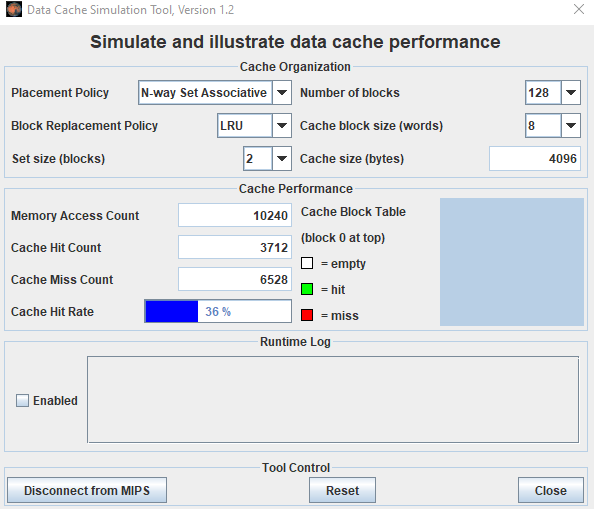 Data Cache Simulation Tool, Version 1.2
Simulate and illustrate data cache performance
Cache Organization
Placement Policy N-way Set Associative Number of blocks 128
Block Replacement Policy LRU Cache block size (words) 8
Set size (blocks) 2 Cache size (bytes) 4096
Cache Performance
Memory Access Count 10240 Cache Block Table
(block 0 at top)
Cache Hit Count 3712
= empty
Cache Miss Count 6528
= hit
Cache Hit Rate 36 %
= miss
Runtime Log
Enabled
Tool Control
Disconnect from MIPS Reset Close